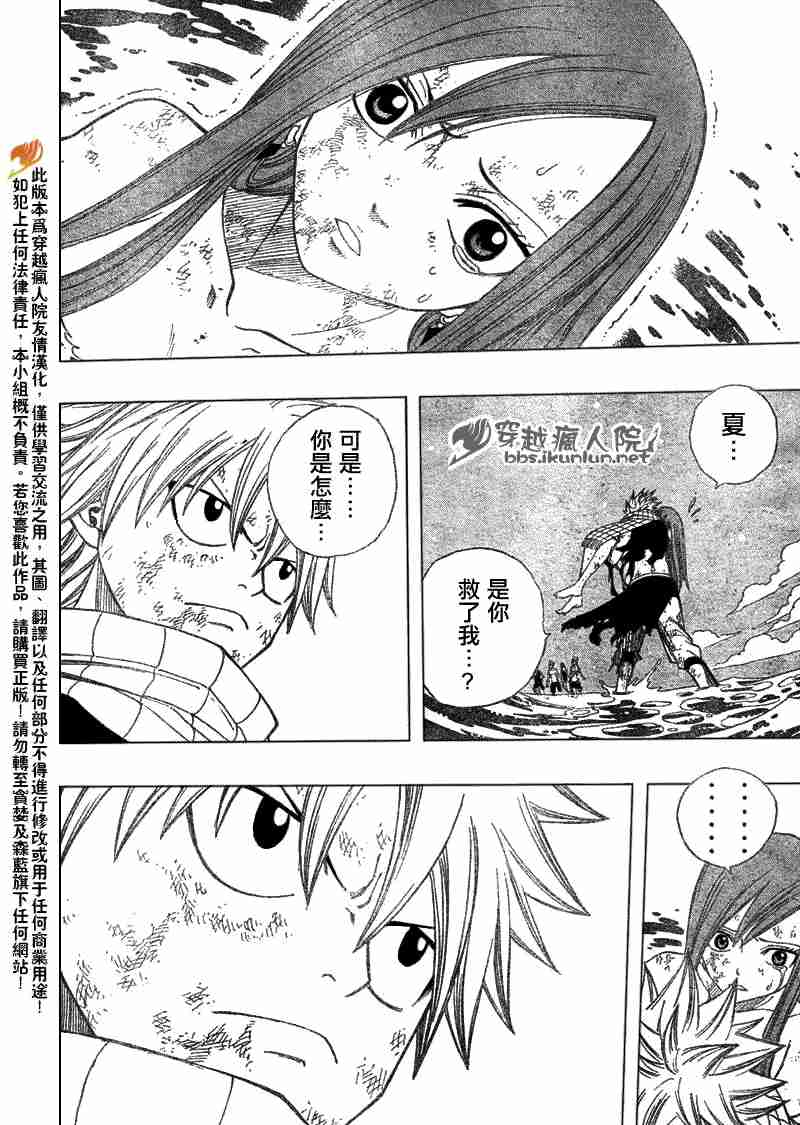 夏…
是你
救了我…?
可是……
你是怎麼…
………
穿越瘋人院
bbs.ikunlun.net
此版本爲穿越瘋人院友情漢化，僅供學習交流之用，其圖、翻譯以及任何部分不得進行修改或用于任何商業用途！
如犯上任何法律責任，本小組概不負責。若您喜歡此作品，請購買正版！請勿轉至貪婪及森藍旗下任何網站！